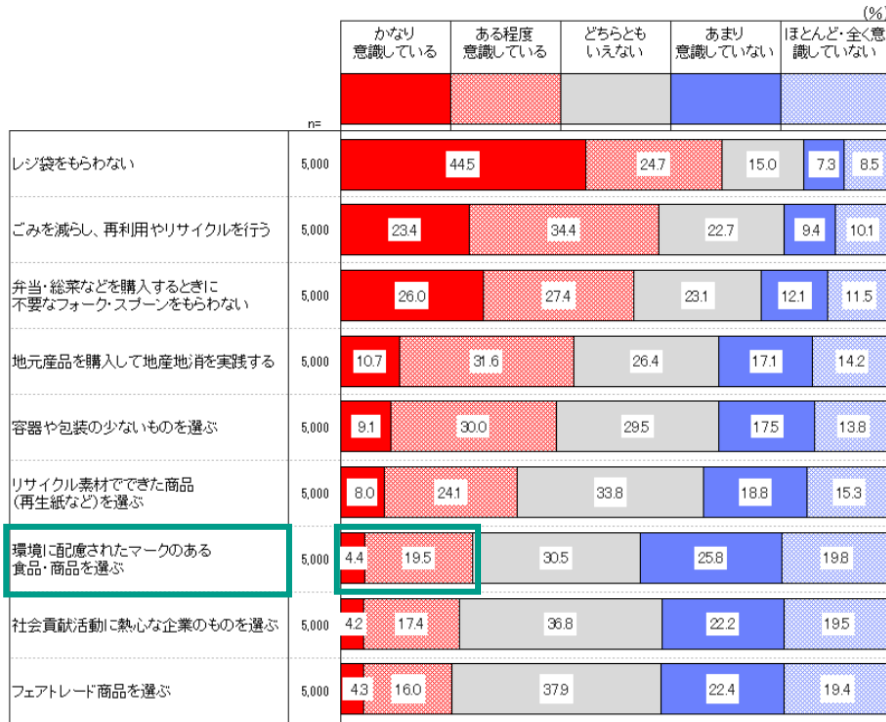 (%)
かなり
意識している
ある程度
意識している
どちらとも
いえない
あまり
意識していない
ほとんど・全く意
識していない
n=
レジ袋をもらわない 5,000 44.5 24.7 15.0 7.3 8.5
ごみを減らし、再利用やリサイクルを行う 5,000 23.4 34.4 22.7 9.4 10.1
弁当・総菜などを購入するときに
不要なフォーク・スプーンをもらわない 5,000 26.0 27.4 23.1 12.1 11.5
地元産品を購入して地産地消を実践する 5,000 10.7 31.6 26.4 17.1 14.2
容器や包装の少ないものを選ぶ 5,000 9.1 30.0 29.5 17.5 13.8
リサイクル素材でできた商品
(再生紙など)を選ぶ 5,000 8.0 24.1 33.8 18.8 15.3
環境に配慮されたマークのある
食品・商品を選ぶ 5,000 4.4 19.5 30.5 25.8 19.8
社会貢献活動に熱心な企業のものを選ぶ 5,000 4.2 17.4 36.8 22.2 19.5
フェアトレード商品を選ぶ 5,000 4.3 16.0 37.9 22.4 19.4